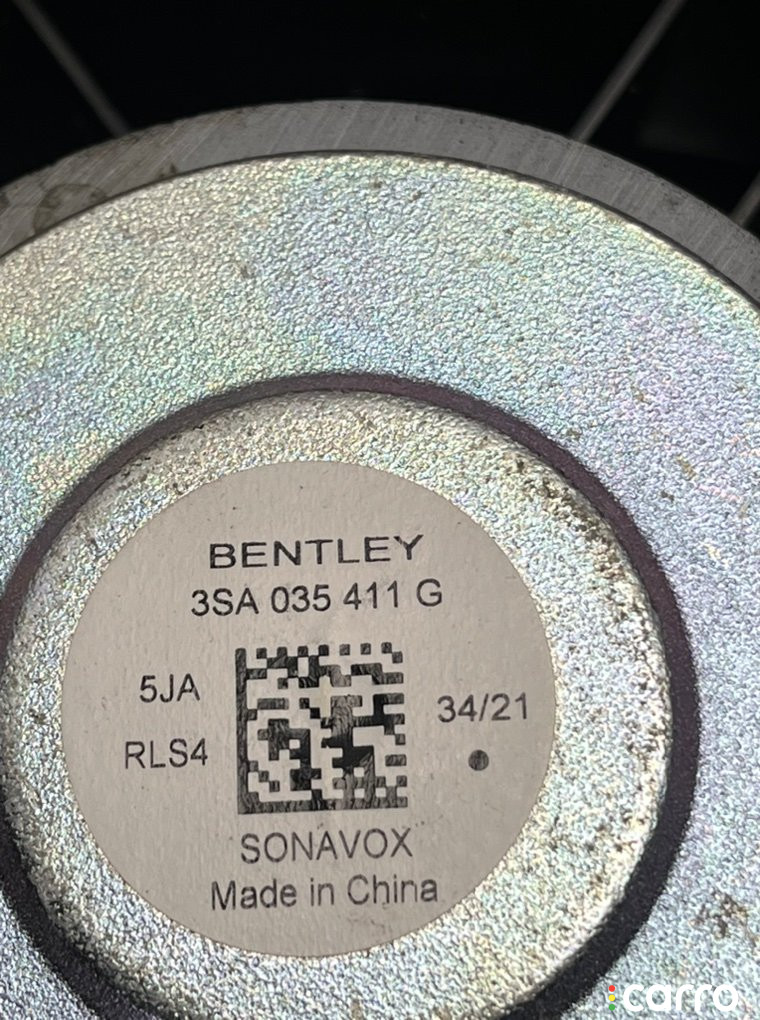 BENTLEY
3SA 035 411 G
5JA
34/21
RLS4
SONAVOX
Made in China
carro